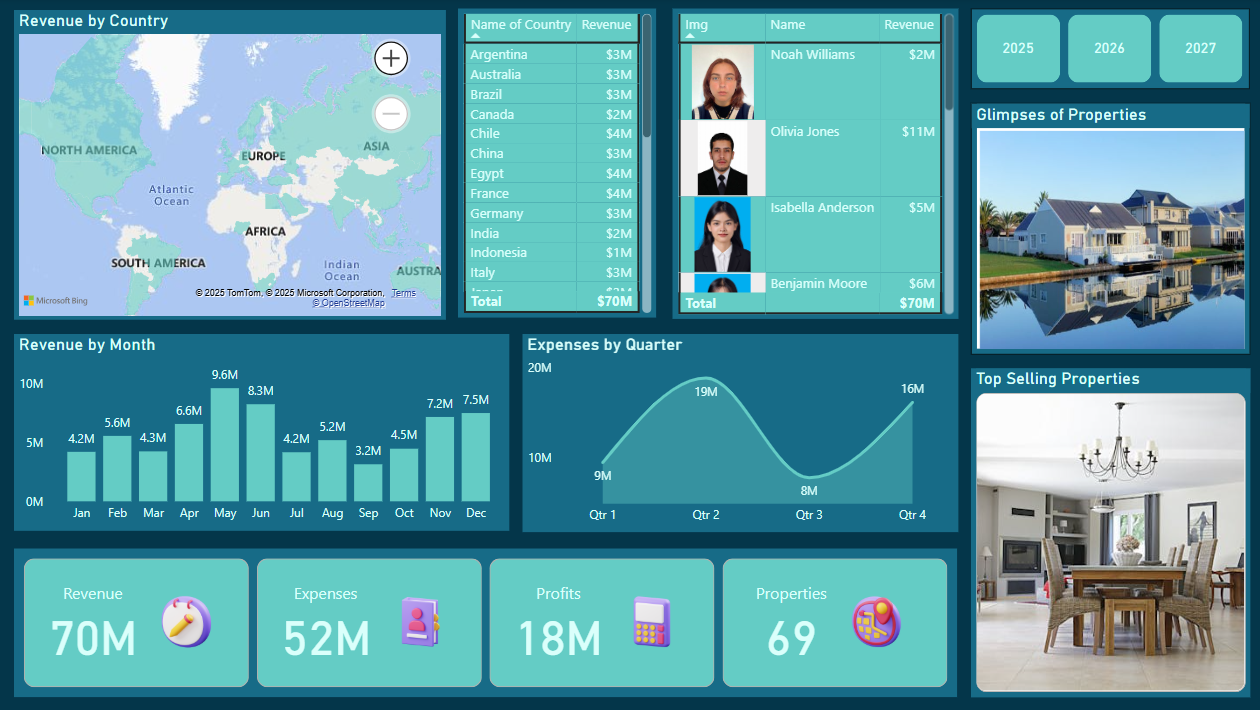 Revenue by Country
NORTH AMERICA
EUROPE
ASIA
Atlantic
Ocean
AFRICA
SOUTH AMERICA
Indian
Ocean
AUSTRA
Microsoft Bing
© 2025 TomTom, © 2025 Microsoft Corporation, Terms
© OpenStreetMap
Name of Country Revenue
Argentina $3M
Australia $3M
Brazil $3M
Canada $2M
Chile $4M
China $3M
Egypt $4M
France $4M
Germany $3M
India $2M
Indonesia $1M
Italy $3M
Total $70M
Img Name Revenue
Noah Williams $2M
Olivia Jones $11M
Isabella Anderson $5M
Benjamin Moore $6M
Total $70M
2025 2026 2027
Glimpses of Properties
Revenue by Month
10M
5M
0M
4.2M 5.6M 4.3M 6.6M 9.6M 8.3M 4.2M 5.2M 3.2M 4.5M 7.2M 7.5M
Jan Feb Mar Apr May Jun Jul Aug Sep Oct Nov Dec
Expenses by Quarter
20M
10M
9M 19M 8M 16M
Qtr 1 Qtr 2 Qtr 3 Qtr 4
Top Selling Properties
Revenue
70M
Expenses
52M
Profits
18M
Properties
69